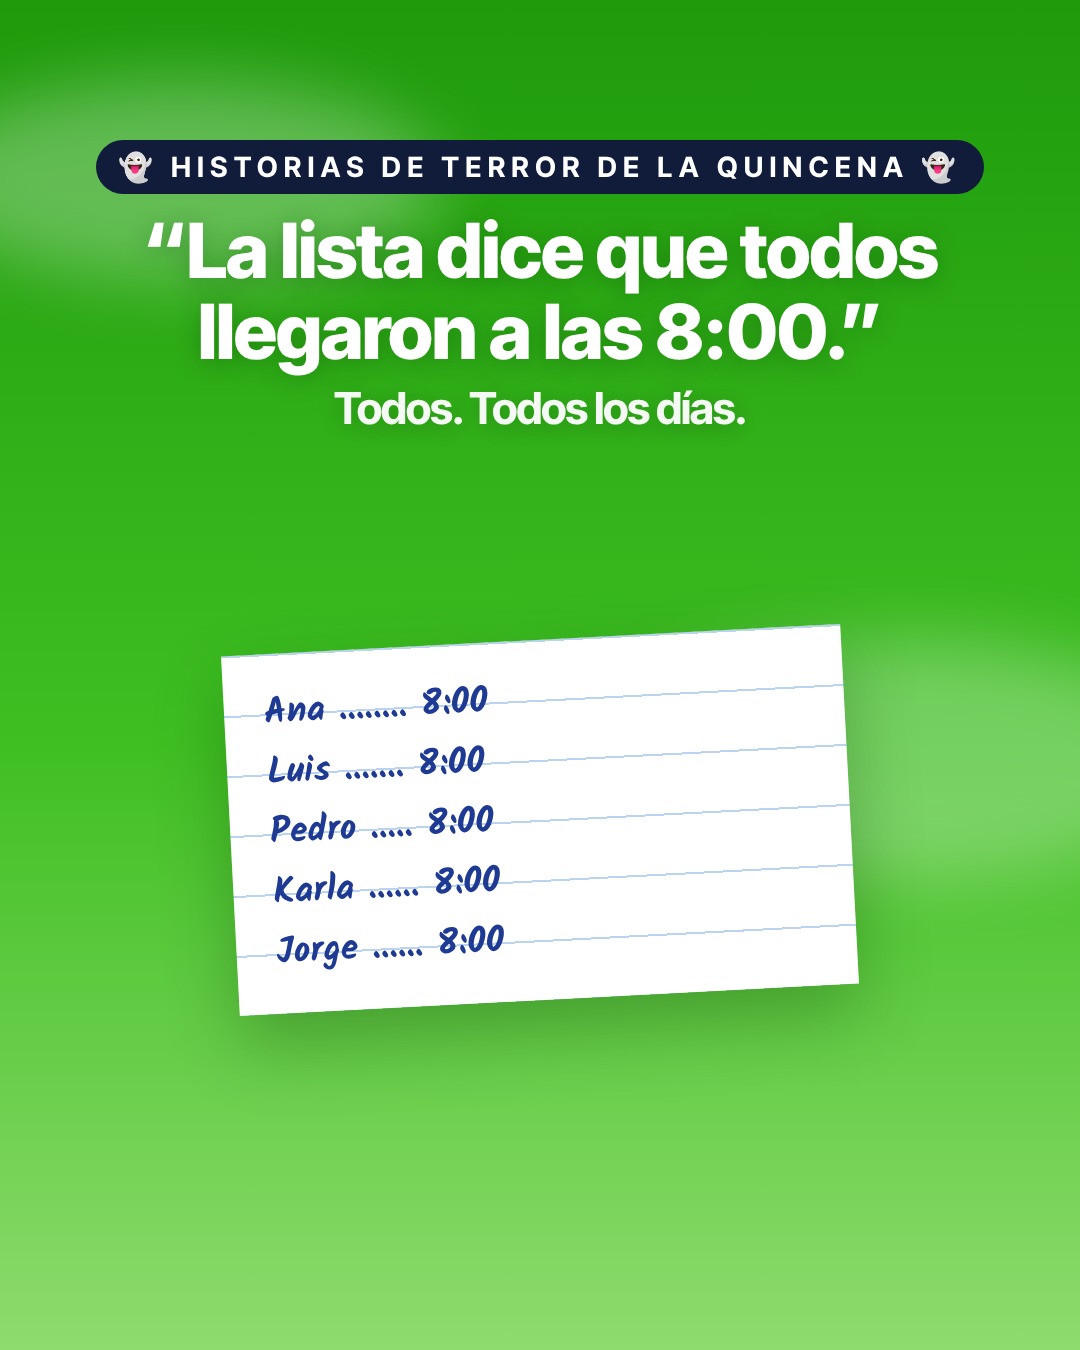 👻 HISTORIAS DE TERROR DE LA QUINCENA 👻
“La lista dice que todos
llegaron a las 8:00.”
Todos. Todos los días.
Ana ........ 8:00
Luis ....... 8:00
Pedro ..... 8:00
Karla ...... 8:00
Jorge ...... 8:00